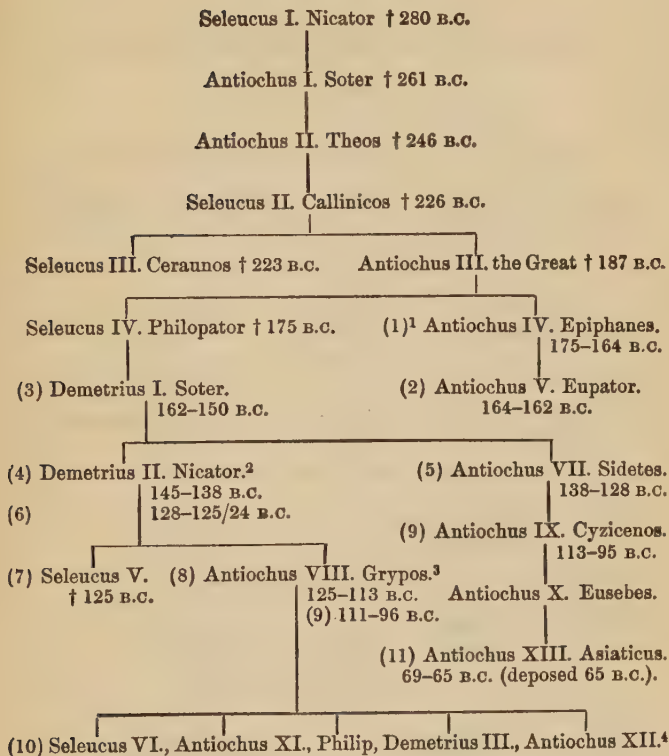 Seleucus I. Nicator † 280 B.C.
Antiochus I. Soter † 261 B.C.
Antiochus II. Theos † 246 B.C.
Seleucus II. Callinicos † 226 B.C.
Seleucus III. Ceraunos † 223 B.C. Antiochus III. the Great † 187 B.C.
Seleucus IV. Philopator † 175 B.C. (1)¹ Antiochus IV. Epiphanes.
175–164 B.C.
(3) Demetrius I. Soter. (2) Antiochus V. Eupator.
162–150 B.C. 164–162 B.C.
(4) Demetrius II. Nicator.² (5) Antiochus VII. Sidetes.
145–138 B.C. 138–128 B.C.
(6) 128–125/24 B.C. (9) Antiochus IX. Cyzicenos.
113–95 B.C.
(7) Seleucus V. (8) Antiochus VIII. Grypos.³ Antiochus X. Eusebes.
† 125 B.C. 125–113 B.C.
(9) 111–96 B.C.
(11) Antiochus XIII. Asiaticus.
69–65 B.C. (deposed 65 B.C.).
(10) Seleucus VI., Antiochus XI., Philip, Demetrius III., Antiochus XII.⁴